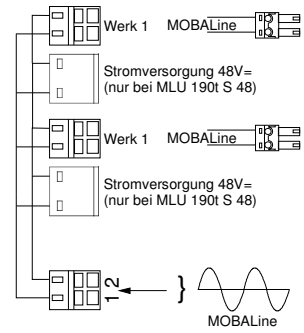 Werk 1 MOBALine
Stromversorgung 48V=
(nur bei MLU 190t S 48)
Werk 1 MOBALine
Stromversorgung 48V=
(nur bei MLU 190t S 48)
1 2 }
MOBALine